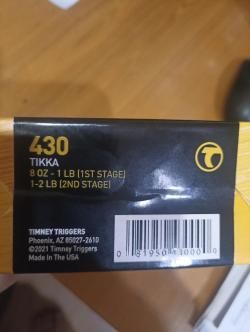 430
TIKKA
8 OZ - 1 LB (1ST STAGE)
1-2 LB (2ND STAGE)
TIMNEY TRIGGERS
Phoenix, AZ 85027-2610
©2021 Timney Triggers
Made In The USA